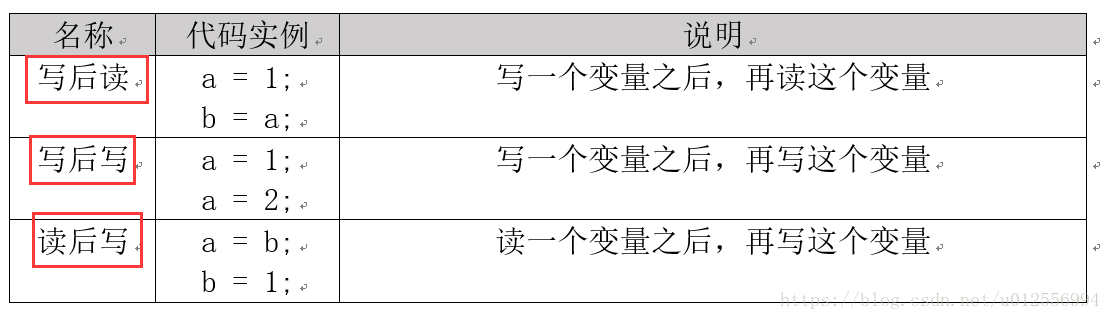 名称 代码实例 说明
写后读 a = 1; 写一个变量之后，再读这个变量
b = a;
写后写 a = 1; 写一个变量之后，再写这个变量
a = 2;
读后写 a = b; 读一个变量之后，再写这个变量
b = 1;
https://blog.csdn.net/u012556994